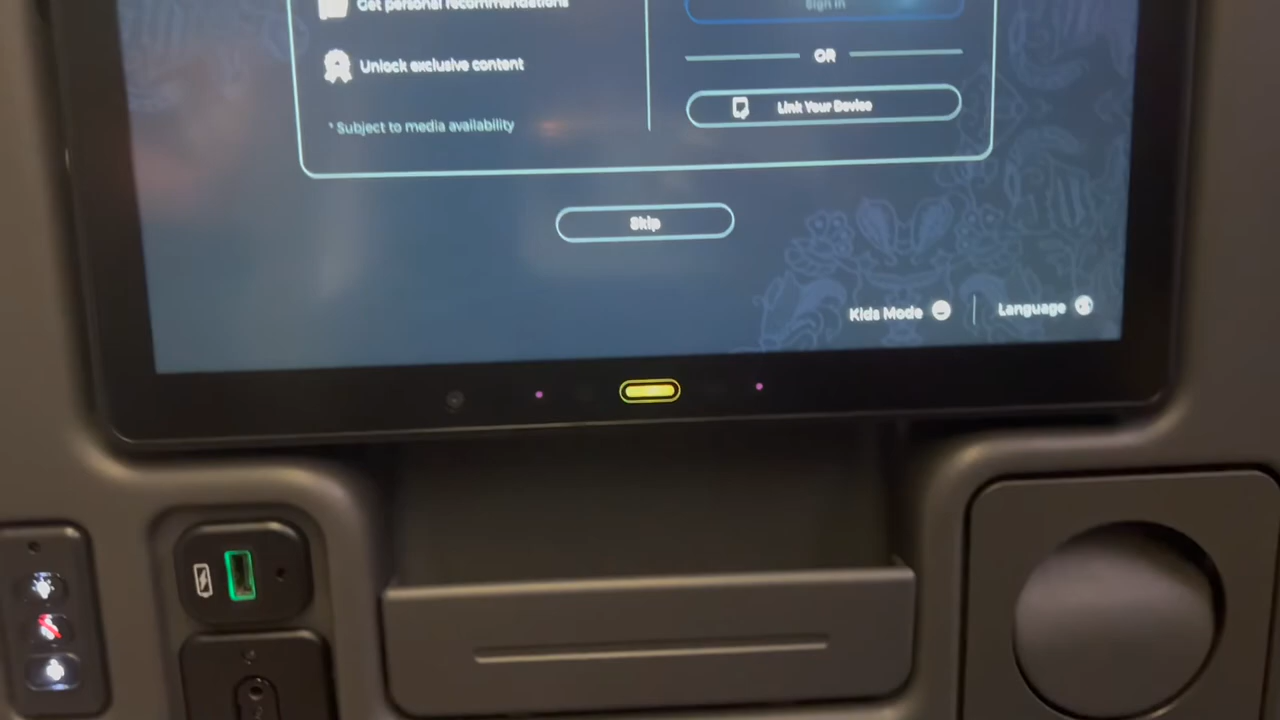 Get personal recommendations
Sign in
Unlock exclusive content
OR
Link Your Device
* Subject to media availability
Skip
Kids Mode
Language